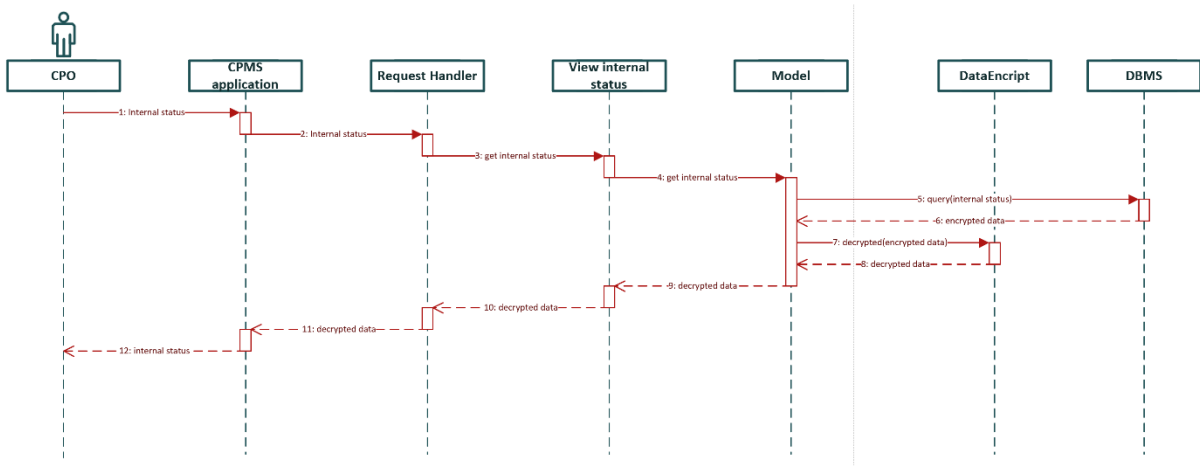 CPO
CPMS
application
Request Handler
View internal
status
Model
DataEncript
DBMS
1: Internal status
2: Internal status
3: get internal status
4: get internal status
5: query(internal status)
6: encrypted data
7: decrypted(encrypted data)
8: decrypted data
9: decrypted data
10: decrypted data
11: decrypted data
12: internal status